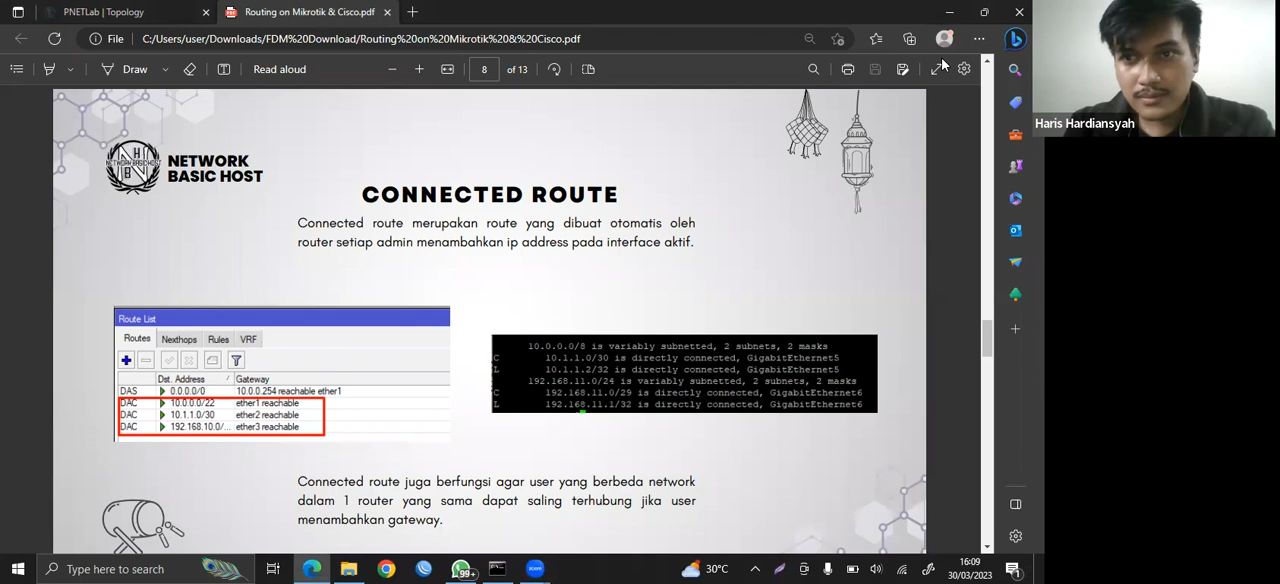 PNETLab | Topology
Routing on Mikrotik & Cisco.pdf
File
C:/Users/user/Downloads/FDM%20Download/Routing%20on%20Mikrotik%20&%20Cisco.pdf
Draw
Read aloud
8
of 13
Haris Hardiansyah
NETWORK
BASIC HOST
CONNECTED ROUTE
Connected route merupakan route yang dibuat otomatis oleh
router setiap admin menambahkan ip address pada interface aktif.
Route List
Routes
Nexthops
Rules
VRF
Dst. Address
Gateway
DAS 0.0.0.0/0 10.0.0.254 reachable ether1
DAC 10.0.0.0/22 ether1 reachable
DAC 10.1.1.0/30 ether2 reachable
DAC 192.168.10.0/... ether3 reachable
10.0.0.0/8 is variably subnetted, 2 subnets, 2 masks
C 10.1.1.0/30 is directly connected, GigabitEthernet5
L 10.1.1.2/32 is directly connected, GigabitEthernet5
192.168.11.0/24 is variably subnetted, 2 subnets, 2 masks
C 192.168.11.0/29 is directly connected, GigabitEthernet6
L 192.168.11.1/32 is directly connected, GigabitEthernet6
Connected route juga berfungsi agar user yang berbeda network
dalam 1 router yang sama dapat saling terhubung jika user
menambahkan gateway.
Type here to search
99+
zoom
30°C
16:09
30/03/2023
1